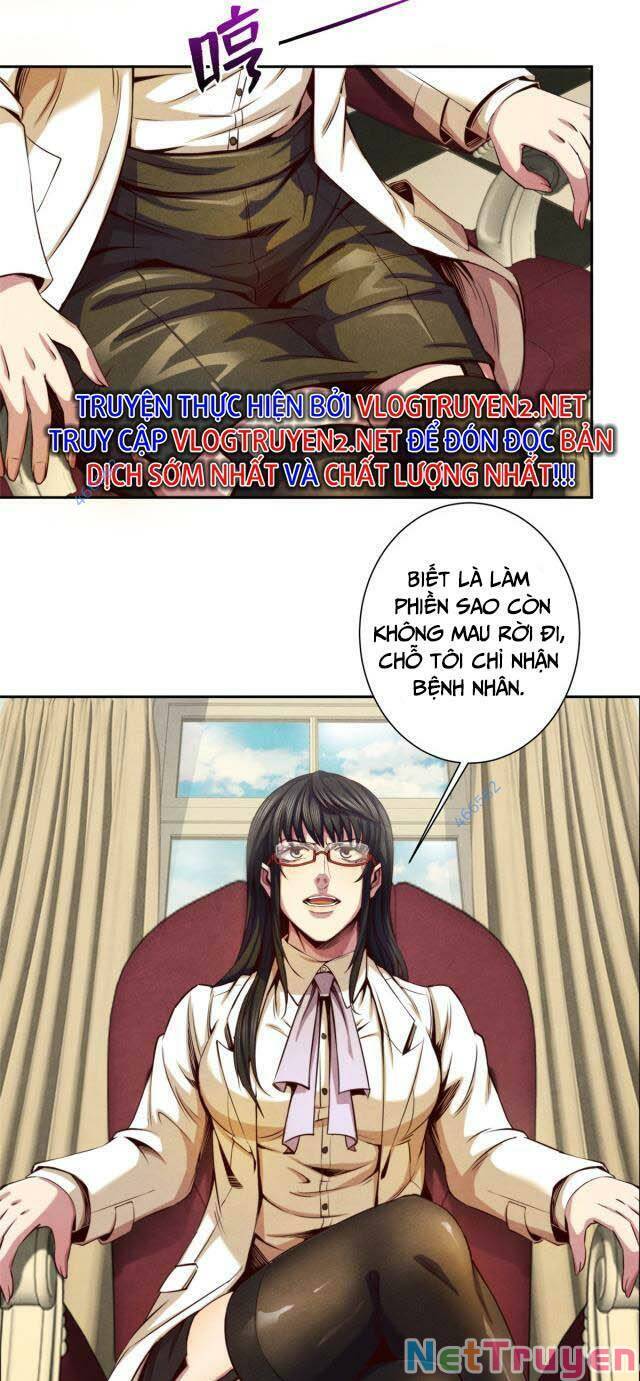 哼
TRUYỆN THỰC HIỆN BỞI VLOGTRUYEN2.NET
TRUY CẬP VLOGTRUYEN2.NET ĐỂ ĐÓN ĐỌC BẢN
DỊCH SỚM NHẤT VÀ CHẤT LƯỢNG NHẤT!!!
BIẾT LÀ LÀM
PHIỀN SAO CÒN
KHÔNG MAU RỜI ĐI,
CHỖ TÔI CHỈ NHẬN
BỆNH NHÂN.
NetTruyen